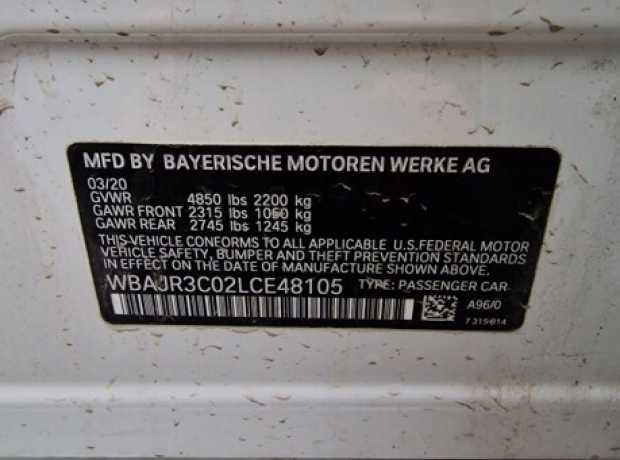 MFD BY BAYERISCHE MOTOREN WERKE AG
03/20
GVWR 4850 lbs 2200 kg
GAWR FRONT 2315 lbs 1050 kg
GAWR REAR 2745 lbs 1245 kg
THIS VEHICLE CONFORMS TO ALL APPLICABLE U.S.FEDERAL MOTOR
VEHICLE SAFETY, BUMPER AND THEFT PREVENTION STANDARDS
IN EFFECT ON THE DATE OF MANUFACTURE SHOWN ABOVE.
WBAJR3C02LCE48105 TYPE: PASSENGER CAR
A96/0
7 315-814